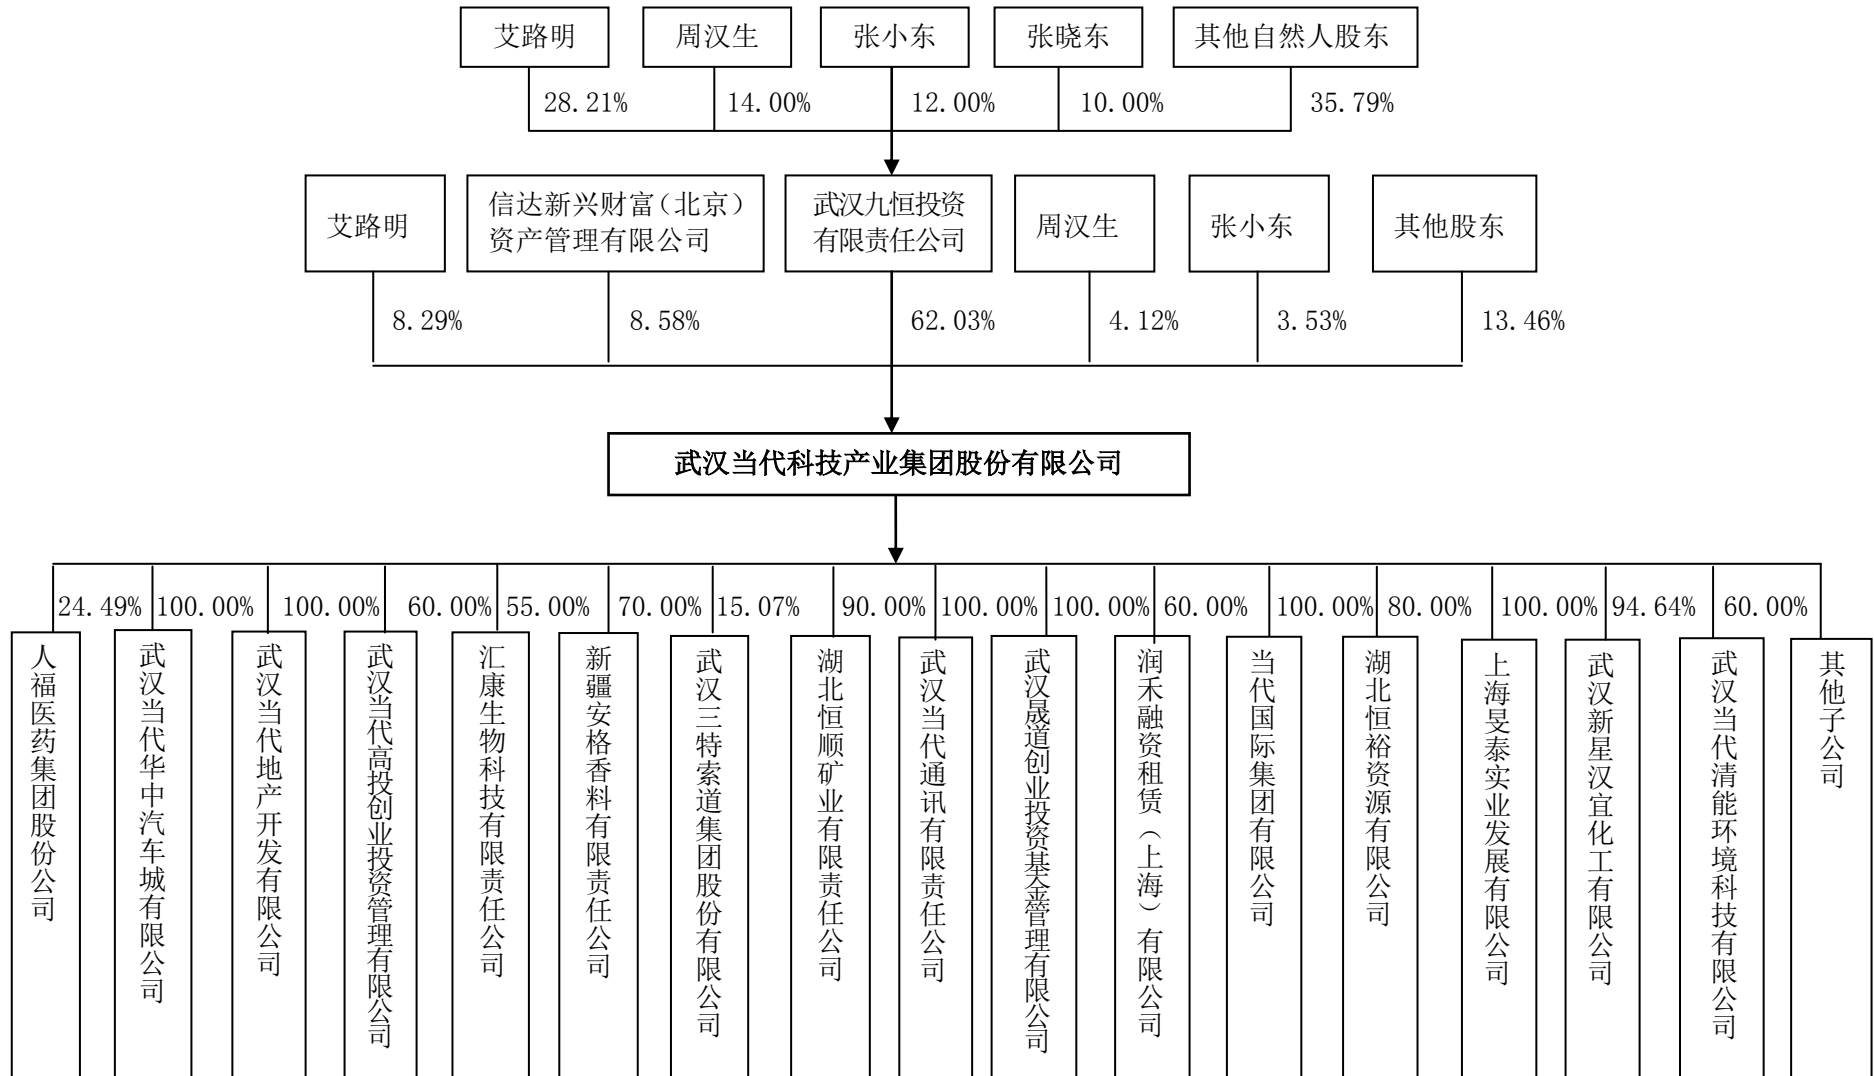 艾路明
周汉生
张小东
张晓东
其他自然人股东
28.21%
14.00%
12.00%
10.00%
35.79%
艾路明
信达新兴财富（北京）
资产管理有限公司
武汉九恒投资
有限责任公司
周汉生
张小东
其他股东
8.29%
8.58%
62.03%
4.12%
3.53%
13.46%
武汉当代科技产业集团股份有限公司
24.49%
100.00%
100.00%
60.00%
55.00%
70.00%
15.07%
90.00%
100.00%
100.00%
60.00%
100.00%
80.00%
100.00%
94.64%
60.00%
人福医药集团股份公司
武汉当代华中汽车城有限公司
武汉当代地产开发有限公司
武汉当代高投创业投资管理有限公司
汇康生物科技有限责任公司
新疆安格香料有限责任公司
武汉三特索道集团股份有限公司
湖北恒顺矿业有限责任公司
武汉当代通讯有限责任公司
武汉晟道创业投资基金管理有限公司
润禾融资租赁（上海）有限公司
当代国际集团有限公司
湖北恒裕资源有限公司
上海旻泰实业发展有限公司
武汉新星汉宜化工有限公司
武汉当代清能环境科技有限公司
其他子公司